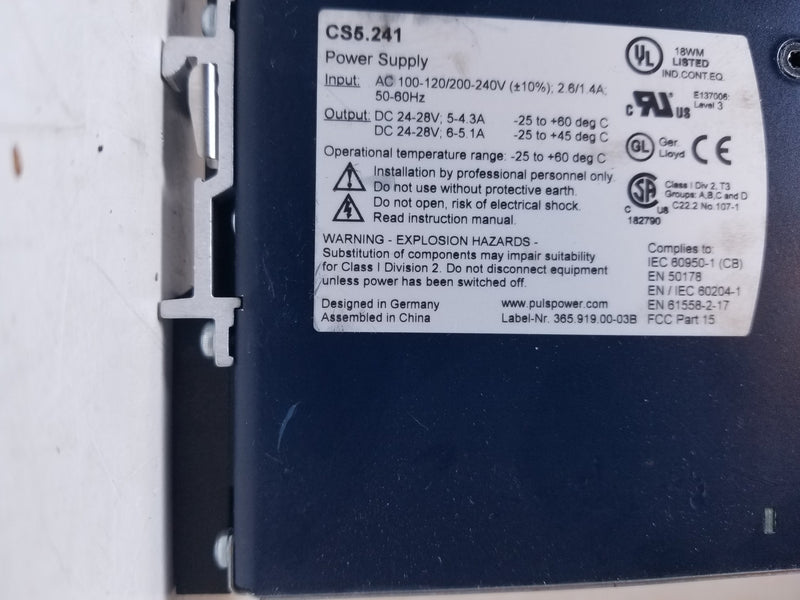 CS5.241
Power Supply
Input: AC 100-120/200-240V (±10%); 2.6/1.4A;
50-60Hz
Output: DC 24-28V; 5-4.3A -25 to +60 deg C
DC 24-28V; 6-5.1A -25 to +45 deg C
Operational temperature range: -25 to +60 deg C
Installation by professional personnel only.
Do not use without protective earth.
Do not open, risk of electrical shock.
Read instruction manual.
WARNING - EXPLOSION HAZARDS -
Substitution of components may impair suitability
for Class I Division 2. Do not disconnect equipment
unless power has been switched off.
Designed in Germany
Assembled in China
www.pulspower.com
Label-Nr. 365.919.00-03B
UL
18WM
LISTED
IND.CONT.EQ.
c RU US
E137006:
Level 3
GL
Ger.
Lloyd
CE
SA
C US
182790
Class I Div 2, T3
Groups: A,B,C and D
C22.2 No 107-1
Complies to:
IEC 60950-1 (CB)
EN 50178
EN / IEC 60204-1
EN 61558-2-17
FCC Part 15